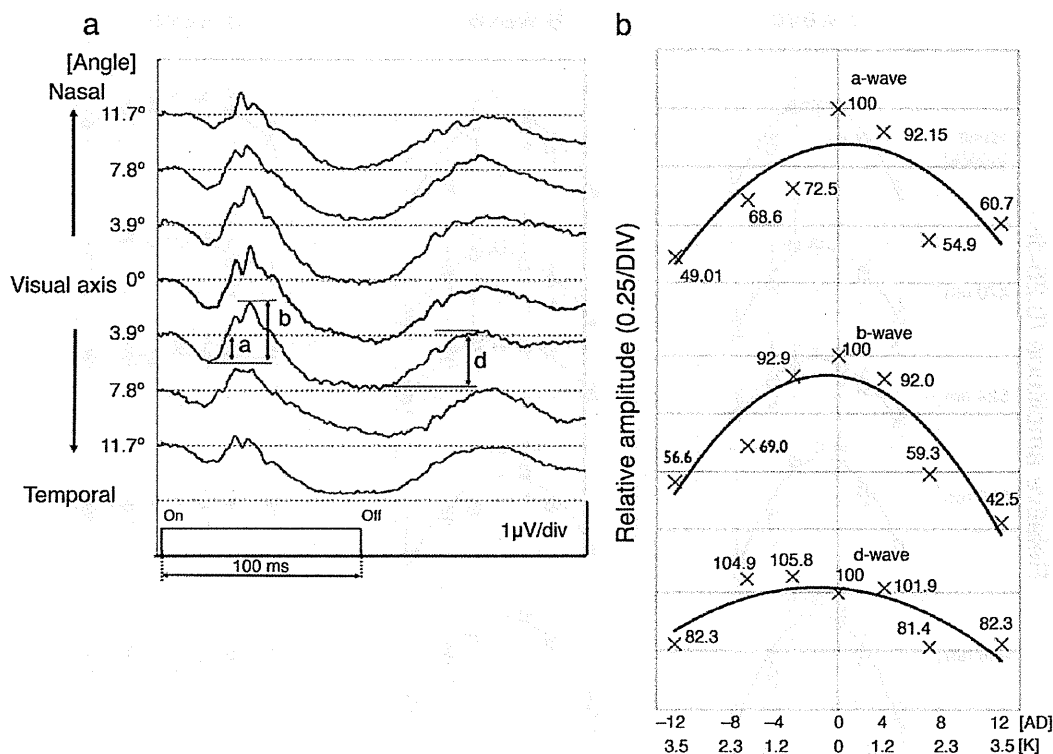 a
[Angle]
Nasal
11.7°
7.8°
3.9°
Visual axis 0°
3.9°
7.8°
11.7°
Temporal
a
b
d
On
Off
1μV/div
100 ms
b
Relative amplitude (0.25/DIV)
a-wave
100
92.15
72.5
68.6
60.7
54.9
49.01
b-wave
100
92.9
92.0
69.0
59.3
56.6
42.5
d-wave
104.9
105.8
100
101.9
82.3
81.4
82.3
–12 –8 –4 0 4 8 12 [AD]
3.5 2.3 1.2 0 1.2 2.3 3.5 [K]